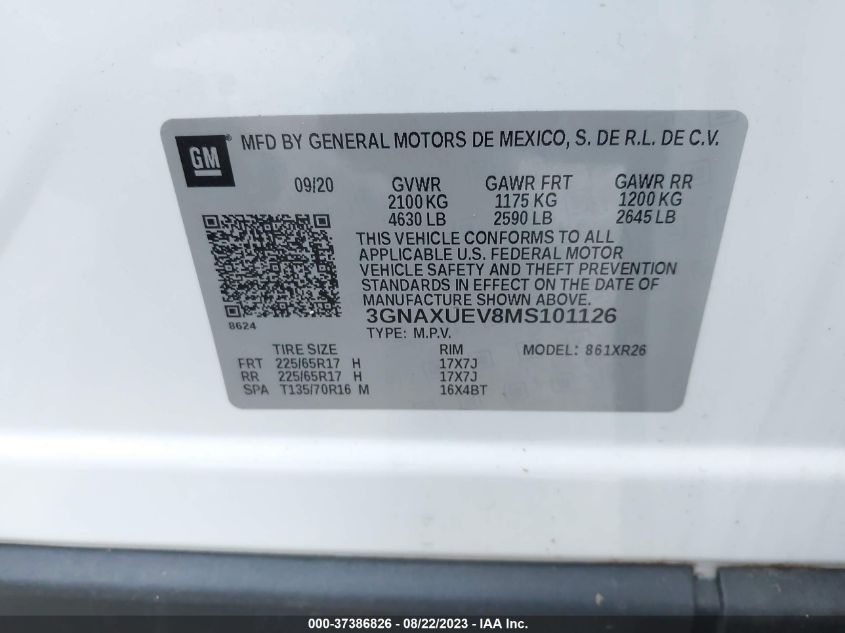 GM
®
MFD BY GENERAL MOTORS DE MEXICO, S. DE R.L. DE C.V.
09/20 GVWR GAWR FRT GAWR RR
2100 KG 1175 KG 1200 KG
4630 LB 2590 LB 2645 LB
THIS VEHICLE CONFORMS TO ALL
APPLICABLE U.S. FEDERAL MOTOR
VEHICLE SAFETY AND THEFT PREVENTION
STANDARDS IN EFFECT ON THE DATE OF
MANUFACTURE SHOWN ABOVE.
3GNAXUEV8MS101126
8624
TYPE: M.P.V.
TIRE SIZE RIM MODEL: 861XR26
FRT 225/65R17 H 17X7J
RR 225/65R17 H 17X7J
SPA T135/70R16 M 16X4BT
000-37386826 - 08/22/2023 - IAA Inc.